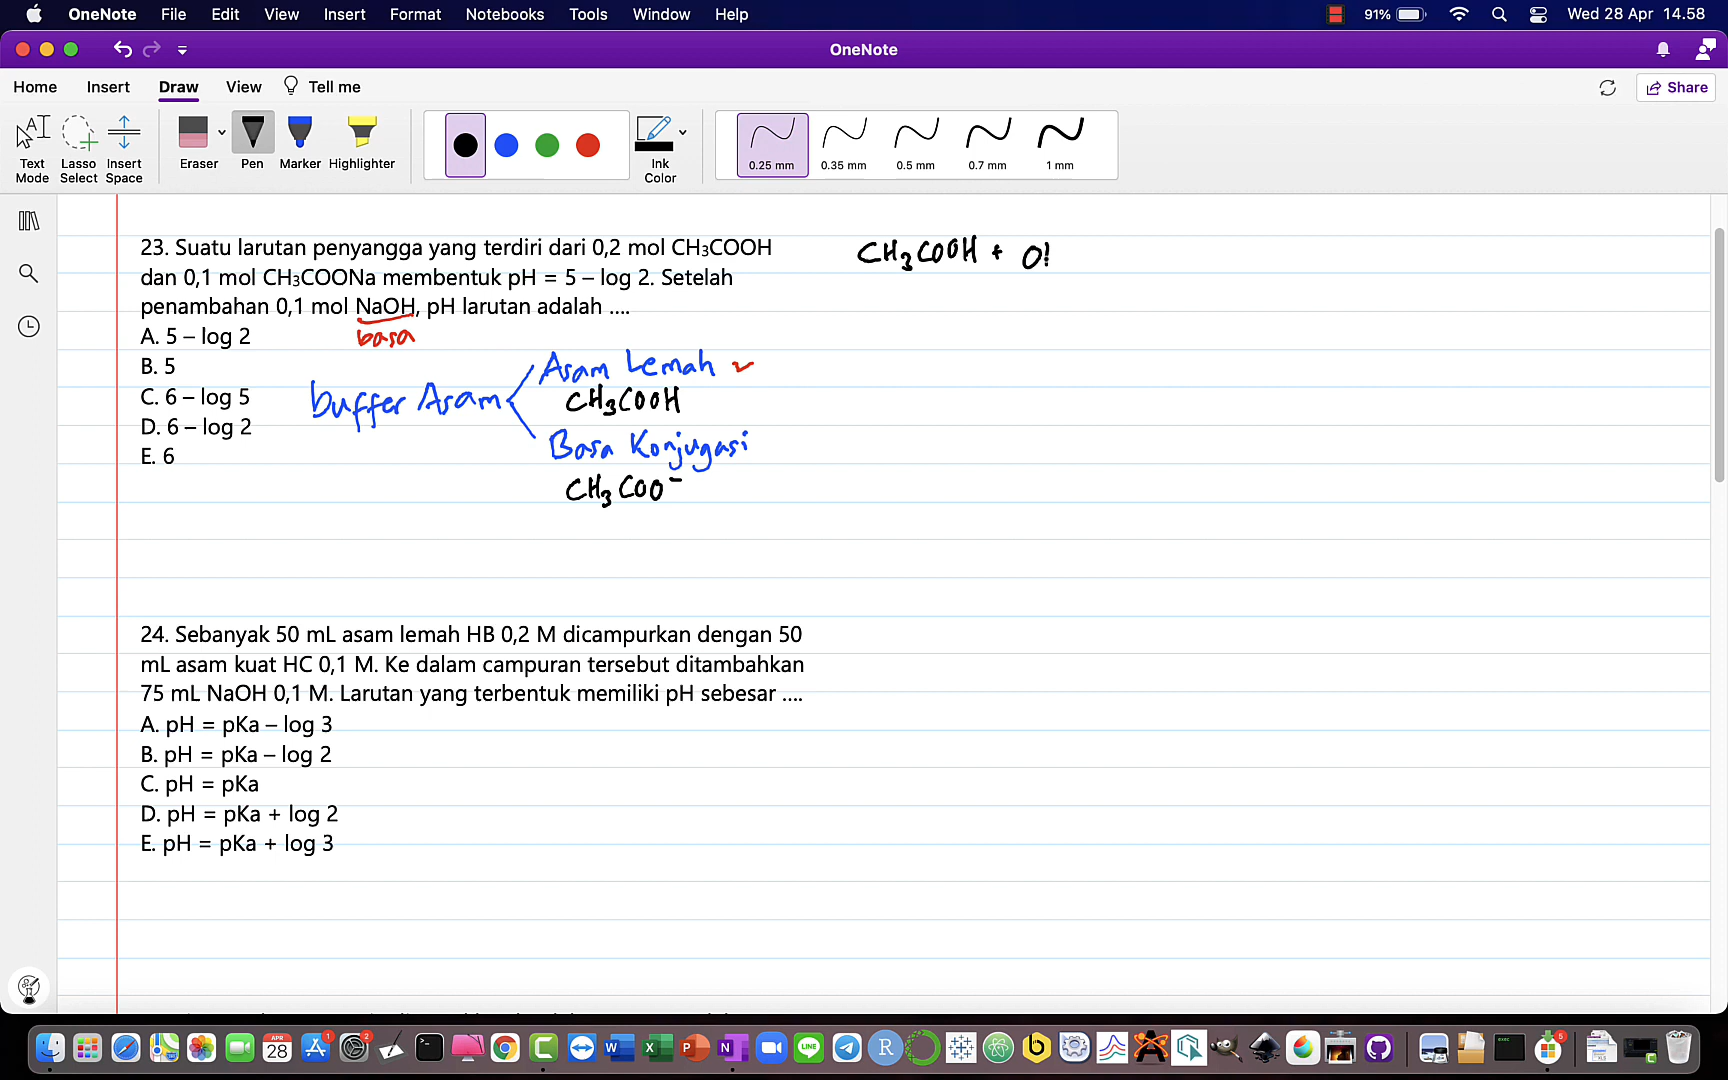 OneNote File Edit View Insert Format Notebooks Tools Window Help 91% Wed 28 Apr 14.58
OneNote
Home Insert Draw View Tell me Share
Text Mode Lasso Select Insert Space Eraser Pen Marker Highlighter Ink Color 0.25 mm 0.35 mm 0.5 mm 0.7 mm 1 mm
23. Suatu larutan penyangga yang terdiri dari 0,2 mol CH₃COOH
dan 0,1 mol CH₃COONa membentuk pH = 5 – log 2. Setelah
penambahan 0,1 mol NaOH, pH larutan adalah ....
A. 5 – log 2
B. 5
C. 6 – log 5
D. 6 – log 2
E. 6
basa
buffer Asam
Asam Lemah
CH₃COOH
Basa Konjugasi
CH₃COO⁻
CH₃COOH +
24. Sebanyak 50 mL asam lemah HB 0,2 M dicampurkan dengan 50
mL asam kuat HC 0,1 M. Ke dalam campuran tersebut ditambahkan
75 mL NaOH 0,1 M. Larutan yang terbentuk memiliki pH sebesar ....
A. pH = pKa – log 3
B. pH = pKa – log 2
C. pH = pKa
D. pH = pKa + log 2
E. pH = pKa + log 3